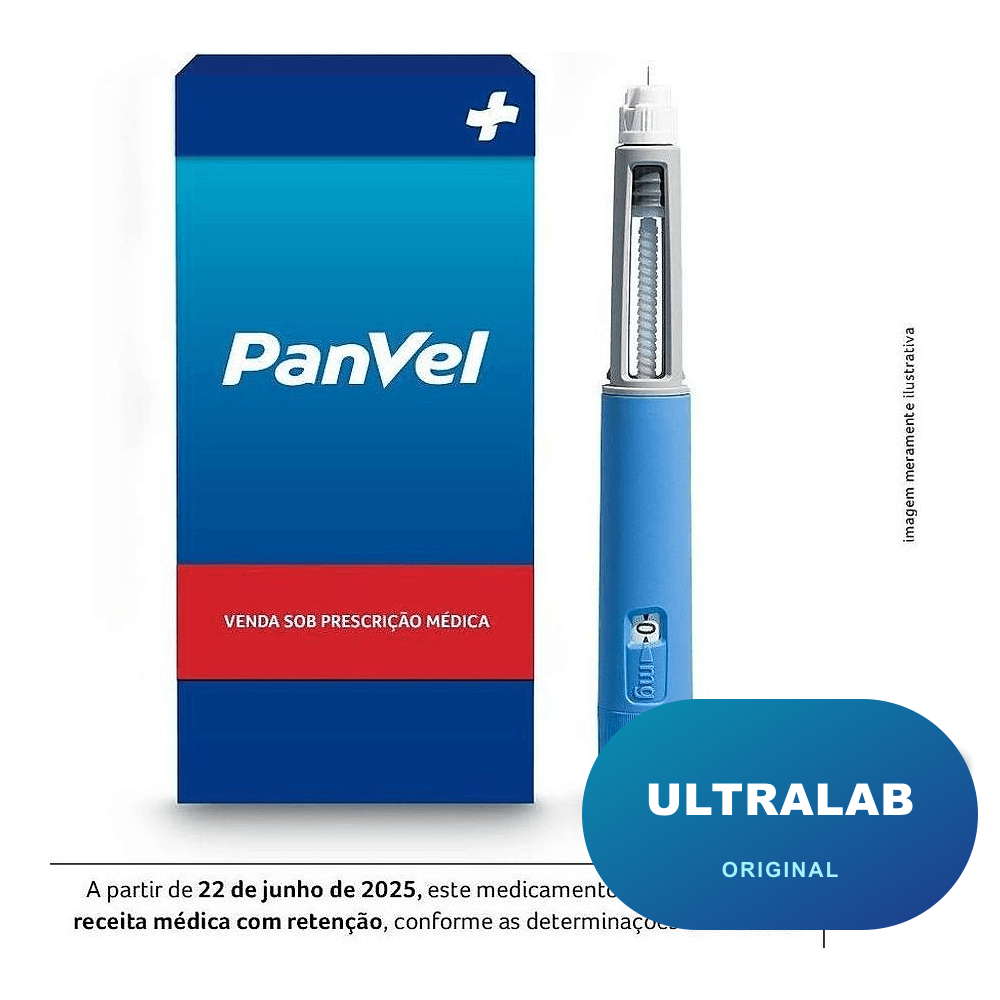 PanVel
VENDA SOB PRESCRIÇÃO MÉDICA
0
mg
imagem meramente ilustrativa
ULTRALAB
ORIGINAL
A partir de 22 de junho de 2025, este medicamento
receita médica com retenção, conforme as determinações